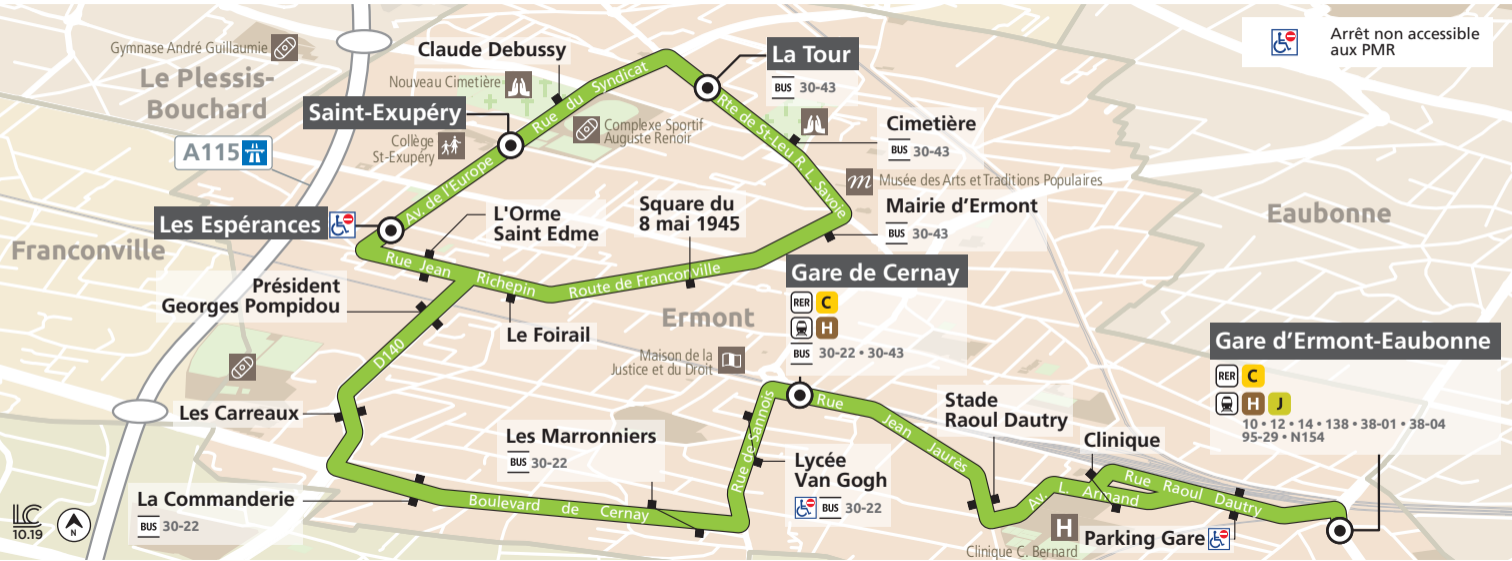 Gymnase André Guillaumie
Le Plessis-
Bouchard
A115
Franconville
Claude Debussy
Nouveau Cimetière
Saint-Exupéry
Collège
St-Exupéry
Rue du Syndicat
Complexe Sportif
Auguste Renoir
Av. de l'Europe
Les Espérances
La Tour
BUS 30-43
Rte de St-Leu R. L. Savoie
Cimetière
BUS 30-43
m Musée des Arts et Traditions Populaires
Mairie d'Ermont
BUS 30-43
Arrêt non accessible
aux PMR
Eaubonne
L'Orme
Saint Edme
Square du
8 mai 1945
Rue Jean Richepin
Route de Franconville
Président
Georges Pompidou
Le Foirail
Ermont
D140
Gare de Cernay
RER C
H
BUS 30-22 • 30-43
Maison de la
Justice et du Droit
Les Carreaux
Les Marronniers
BUS 30-22
La Commanderie
BUS 30-22
Boulevard de Cernay
Rue de Sannois
Lycée
Van Gogh
BUS 30-22
Rue Jean Jaurès
Stade
Raoul Dautry
Clinique
Av. L. Armand
Rue Raoul Dautry
H
Clinique C. Bernard
Parking Gare
Gare d'Ermont-Eaubonne
RER C
H J
10 • 12 • 14 • 138 • 38-01 • 38-04
95-29 • N154
LC
10.19
N